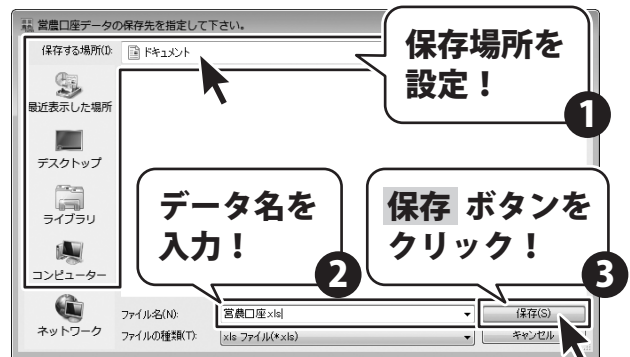 営農口座データの保存先を指定して下さい。
保存する場所(I):
ドキュメント
保存場所を
設定！
1
最近表示した場所
デスクトップ
ライブラリ
コンピューター
ネットワーク
データ名を
入力！
2
保存 ボタンを
クリック！
3
ファイル名(N):
営農口座.xls
保存(S)
ファイルの種類(T):
xls ファイル(*.xls)
キャンセル